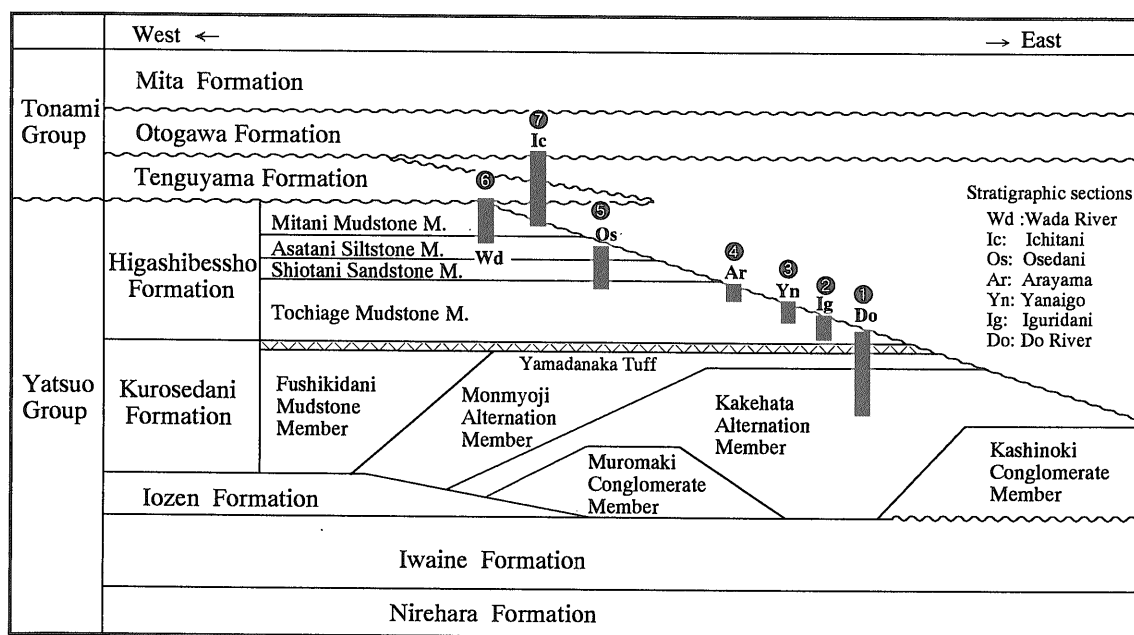 West ← → East
Mita Formation
Tonami
Group
Otogawa Formation
Tenguyama Formation
⑦
Ic
⑥
Wd
⑤
Os
④
Ar
③
Yn
②
Ig
①
Do
Stratigraphic sections
Wd :Wada River
Ic: Ichitani
Os: Osedani
Ar: Arayama
Yn: Yanaigo
Ig: Iguridani
Do: Do River
Yatsuo
Group
Higashibessho
Formation
Mitani Mudstone M.
Asatani Siltstone M.
Shiotani Sandstone M.
Tochiage Mudstone M.
Kurosedani
Formation
Yamadanaka Tuff
Fushikidani
Mudstone
Member
Monmyoji
Alternation
Member
Kakehata
Alternation
Member
Muromaki
Conglomerate
Member
Kashinoki
Conglomerate
Member
Iozen Formation
Iwaine Formation
Nirehara Formation